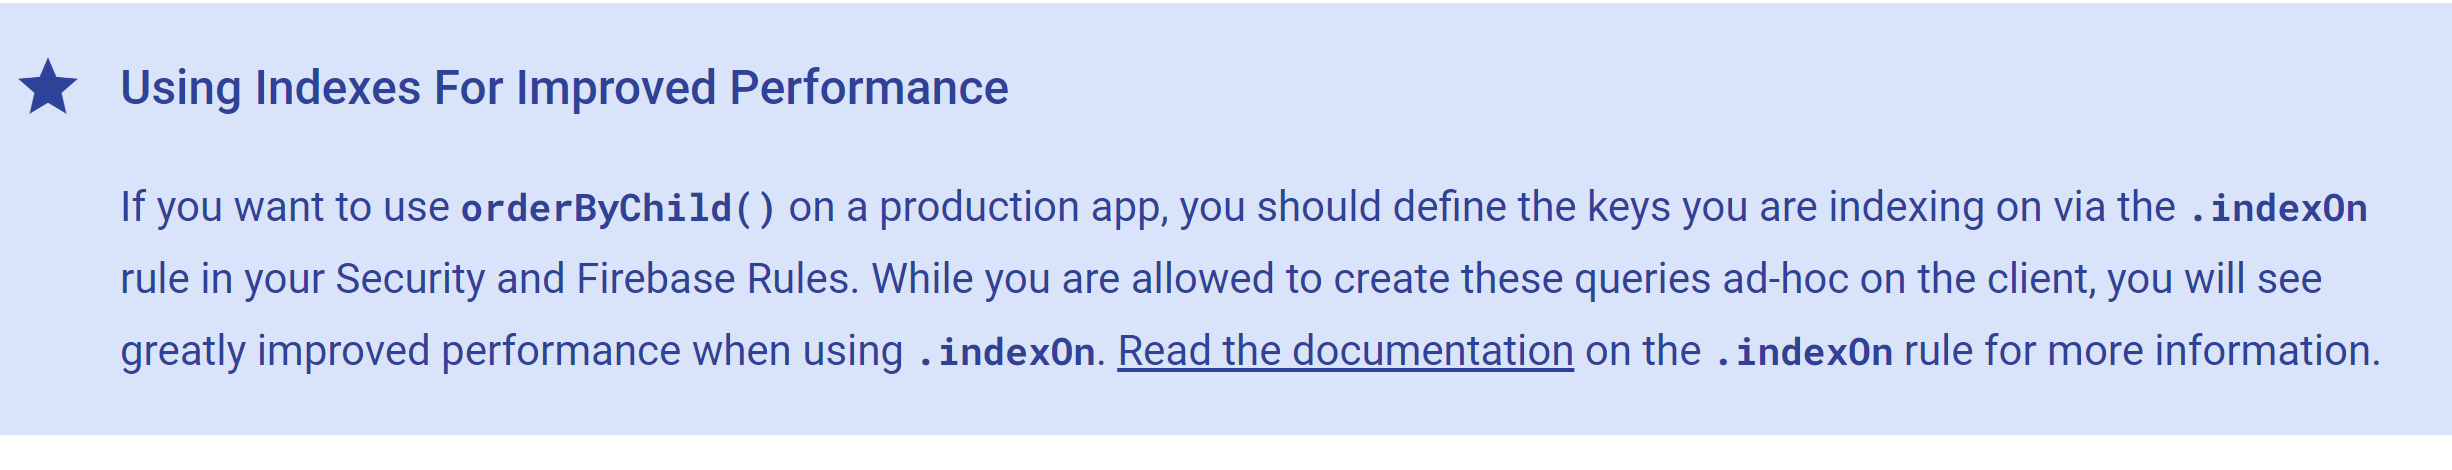 Using Indexes For Improved Performance
If you want to use orderByChild() on a production app, you should define the keys you are indexing on via the .indexOn
rule in your Security and Firebase Rules. While you are allowed to create these queries ad-hoc on the client, you will see
greatly improved performance when using .indexOn. Read the documentation on the .indexOn rule for more information.